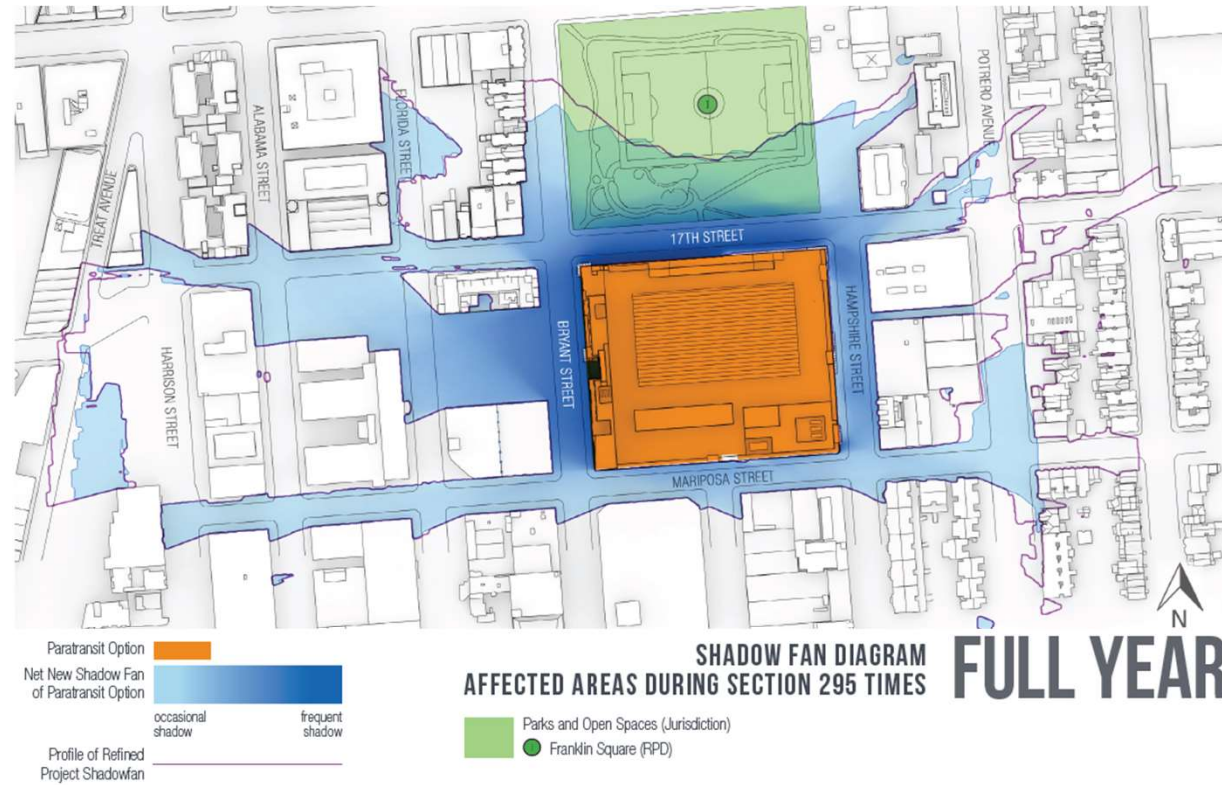 TREAT AVENUE
ALABAMA STREET
FLORIDA STREET
POTRERO AVENUE
1
17TH STREET
HARRISON STREET
BRYANT STREET
HAMPSHIRE STREET
MARIPOSA STREET
N
Paratransit Option
Net New Shadow Fan
of Paratransit Option
occasional
shadow
frequent
shadow
Profile of Refined
Project Shadowfan
SHADOW FAN DIAGRAM
AFFECTED AREAS DURING SECTION 295 TIMES
FULL YEAR
Parks and Open Spaces (Jurisdiction)
1 Franklin Square (RPD)